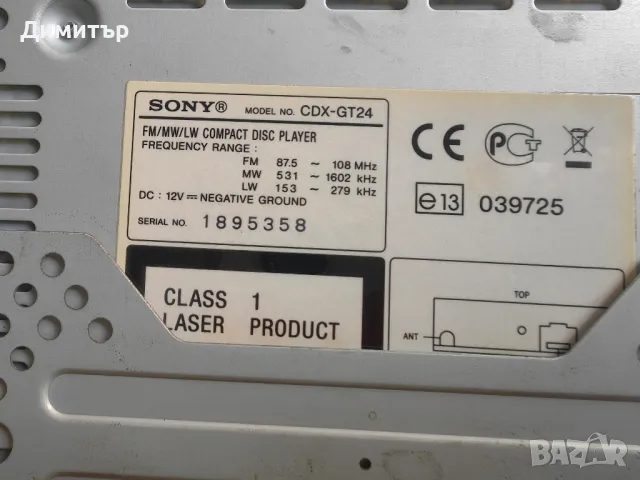 Димитър
SONY® MODEL NO. CDX-GT24
FM/MW/LW COMPACT DISC PLAYER
FREQUENCY RANGE:
FM 87.5 ~ 108 MHz
MW 531 ~ 1602 kHz
LW 153 ~ 279 kHz
DC : 12V⎓ NEGATIVE GROUND
SERIAL NO. 1895358
CE PCT
e13 039725
CLASS 1
LASER PRODUCT
TOP
ANT
BAZAR